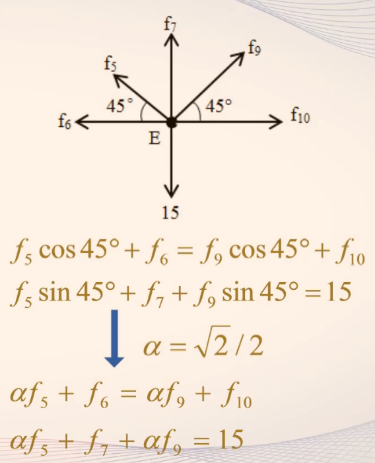 f₇
f₅ f₉
45° 45°
f₆ f₁₀
E
15
f₅ cos 45° + f₆ = f₉ cos 45° + f₁₀
f₅ sin 45° + f₇ + f₉ sin 45° = 15
α = √2 / 2
αf₅ + f₆ = αf₉ + f₁₀
αf₅ + f₇ + αf₉ = 15